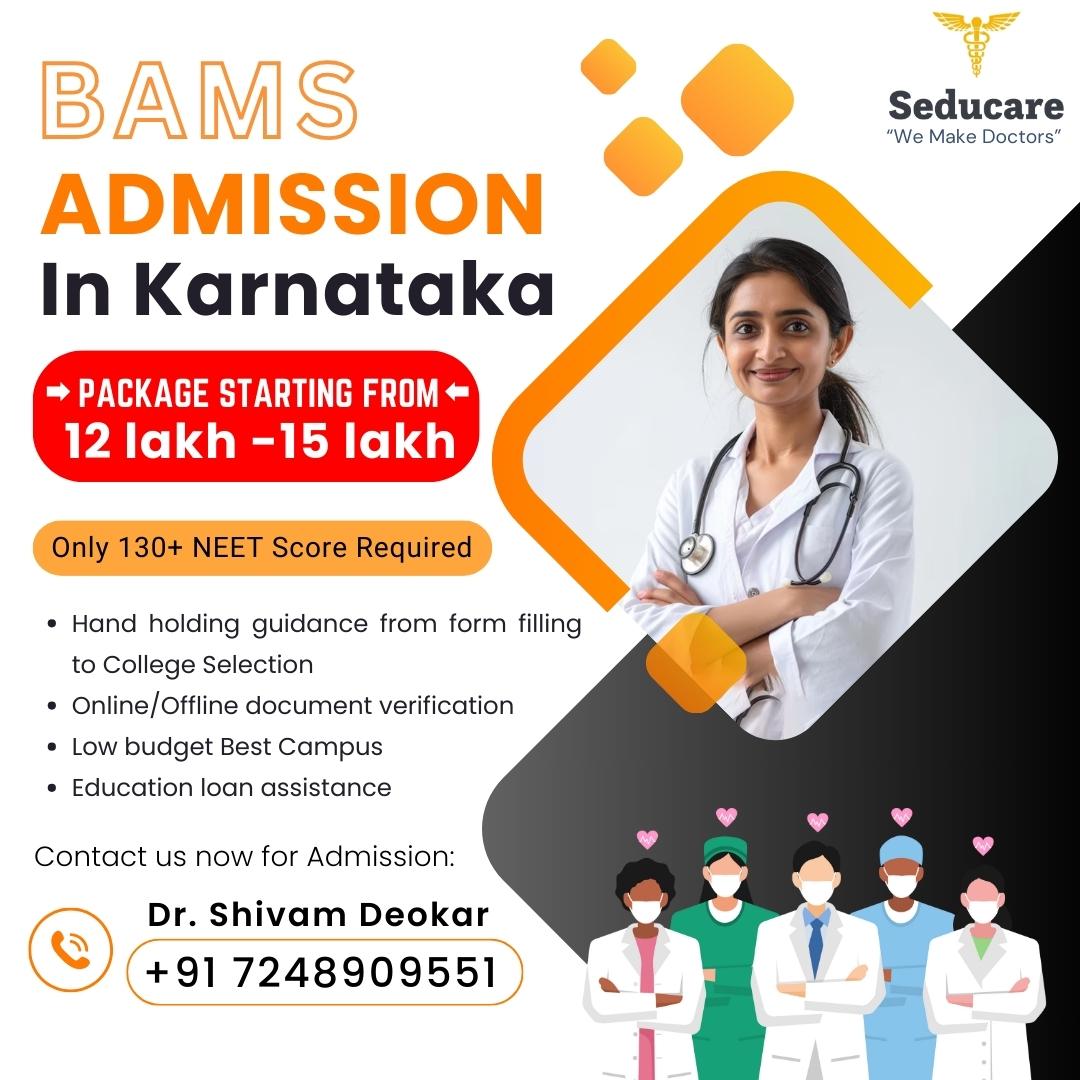 Seducare
“We Make Doctors”
BAMS
ADMISSION
In Karnataka
PACKAGE STARTING FROM
12 lakh -15 lakh
Only 130+ NEET Score Required
• Hand holding guidance from form filling
to College Selection
• Online/Offline document verification
• Low budget Best Campus
• Education loan assistance
Contact us now for Admission:
Dr. Shivam Deokar
+91 7248909551